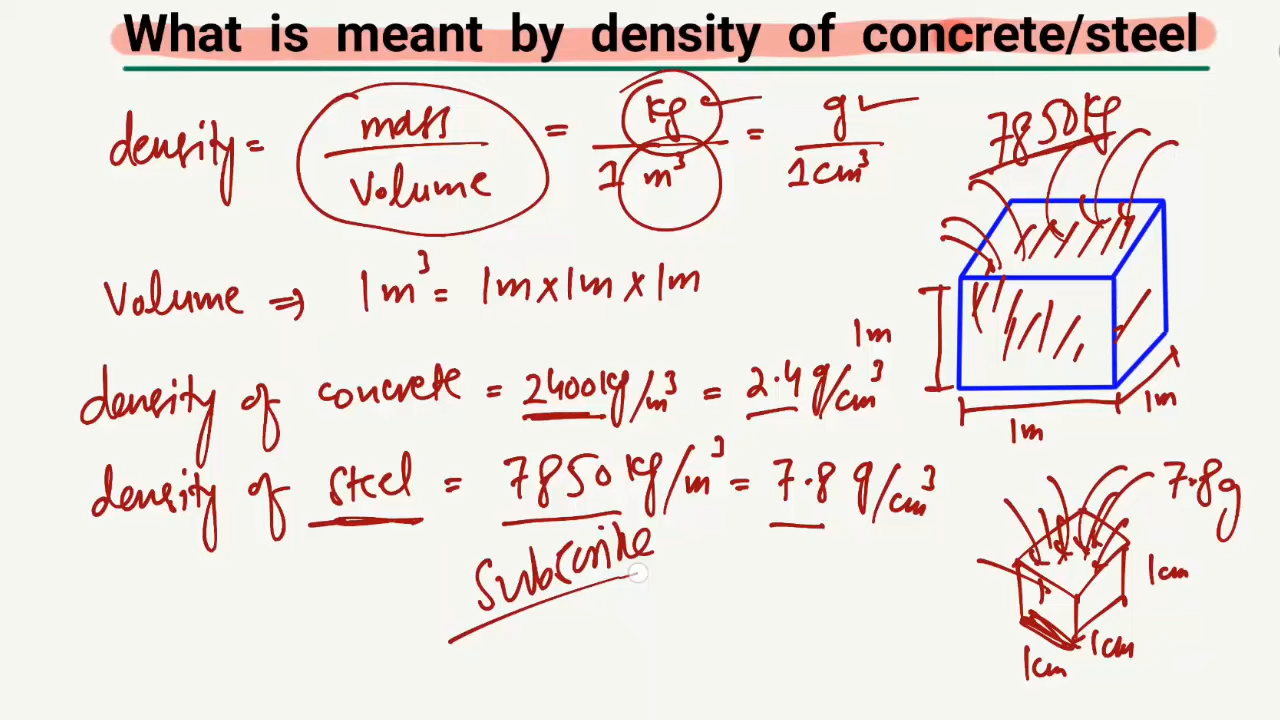 What is meant by density of concrete/steel
density = mass / volume = kg / 1 m³ = g / 1cm³
7850kg
Volume ⇒ 1m³ = 1m x 1m x 1m
1m
1m
1m
density of concrete = 2400kg/m³ = 2.4 g/cm³
density of steel = 7850 kg/m³ = 7.8 g/cm³
7.8g
1cm
1cm
1cm
Subscribe